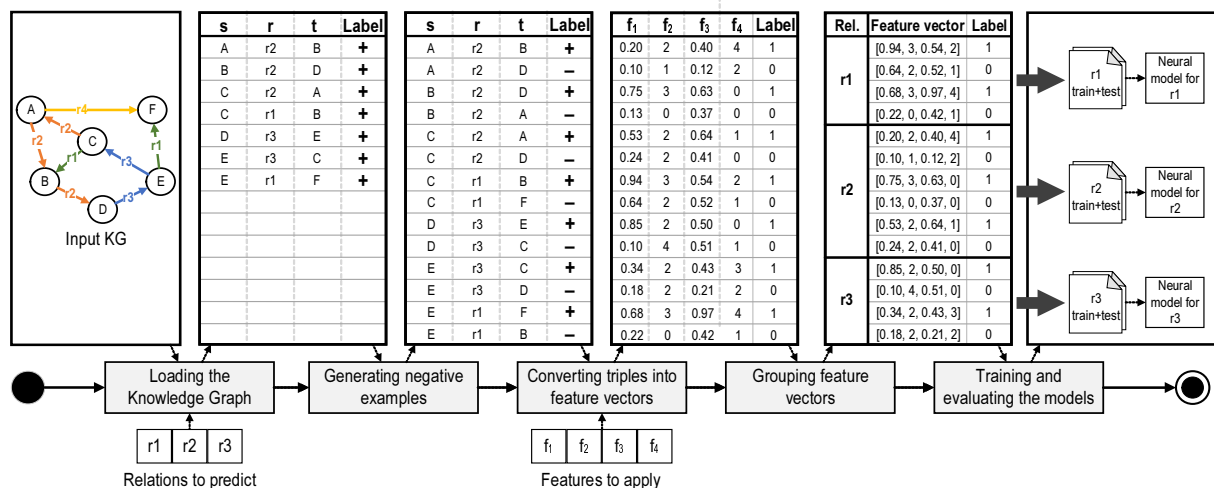 A
r4
F
r2
r2
C
r1
r1
r3
B
E
r2
r3
D
Input KG
s r t Label
A r2 B +
B r2 D +
C r2 A +
C r1 B +
D r3 E +
E r3 C +
E r1 F +
s r t Label
A r2 B +
A r2 D –
B r2 D +
B r2 A –
C r2 A +
C r2 D –
C r1 B +
C r1 F –
D r3 E +
D r3 C –
E r3 C +
E r3 D –
E r1 F +
E r1 B –
f1 f2 f3 f4 Label
0.20 2 0.40 4 1
0.10 1 0.12 2 0
0.75 3 0.63 0 1
0.13 0 0.37 0 0
0.53 2 0.64 1 1
0.24 2 0.41 0 0
0.94 3 0.54 2 1
0.64 2 0.52 1 0
0.85 2 0.50 0 1
0.10 4 0.51 1 0
0.34 2 0.43 3 1
0.18 2 0.21 2 0
0.68 3 0.97 4 1
0.22 0 0.42 1 0
Rel. Feature vector Label
r1
[0.94, 3, 0.54, 2] 1
[0.64, 2, 0.52, 1] 0
[0.68, 3, 0.97, 4] 1
[0.22, 0, 0.42, 1] 0
r2
[0.20, 2, 0.40, 4] 1
[0.10, 1, 0.12, 2] 0
[0.75, 3, 0.63, 0] 1
[0.13, 0, 0.37, 0] 0
[0.53, 2, 0.64, 1] 1
[0.24, 2, 0.41, 0] 0
r3
[0.85, 2, 0.50, 0] 1
[0.10, 4, 0.51, 0] 0
[0.34, 2, 0.43, 3] 1
[0.18, 2, 0.21, 2] 0
r1
train+test
Neural
model for
r1
r2
train+test
Neural
model for
r2
r3
train+test
Neural
model for
r3
Loading the
Knowledge Graph
Generating negative
examples
Converting triples into
feature vectors
Grouping feature
vectors
Training and
evaluating the models
r1 r2 r3
Relations to predict
f1 f2 f3 f4
Features to apply